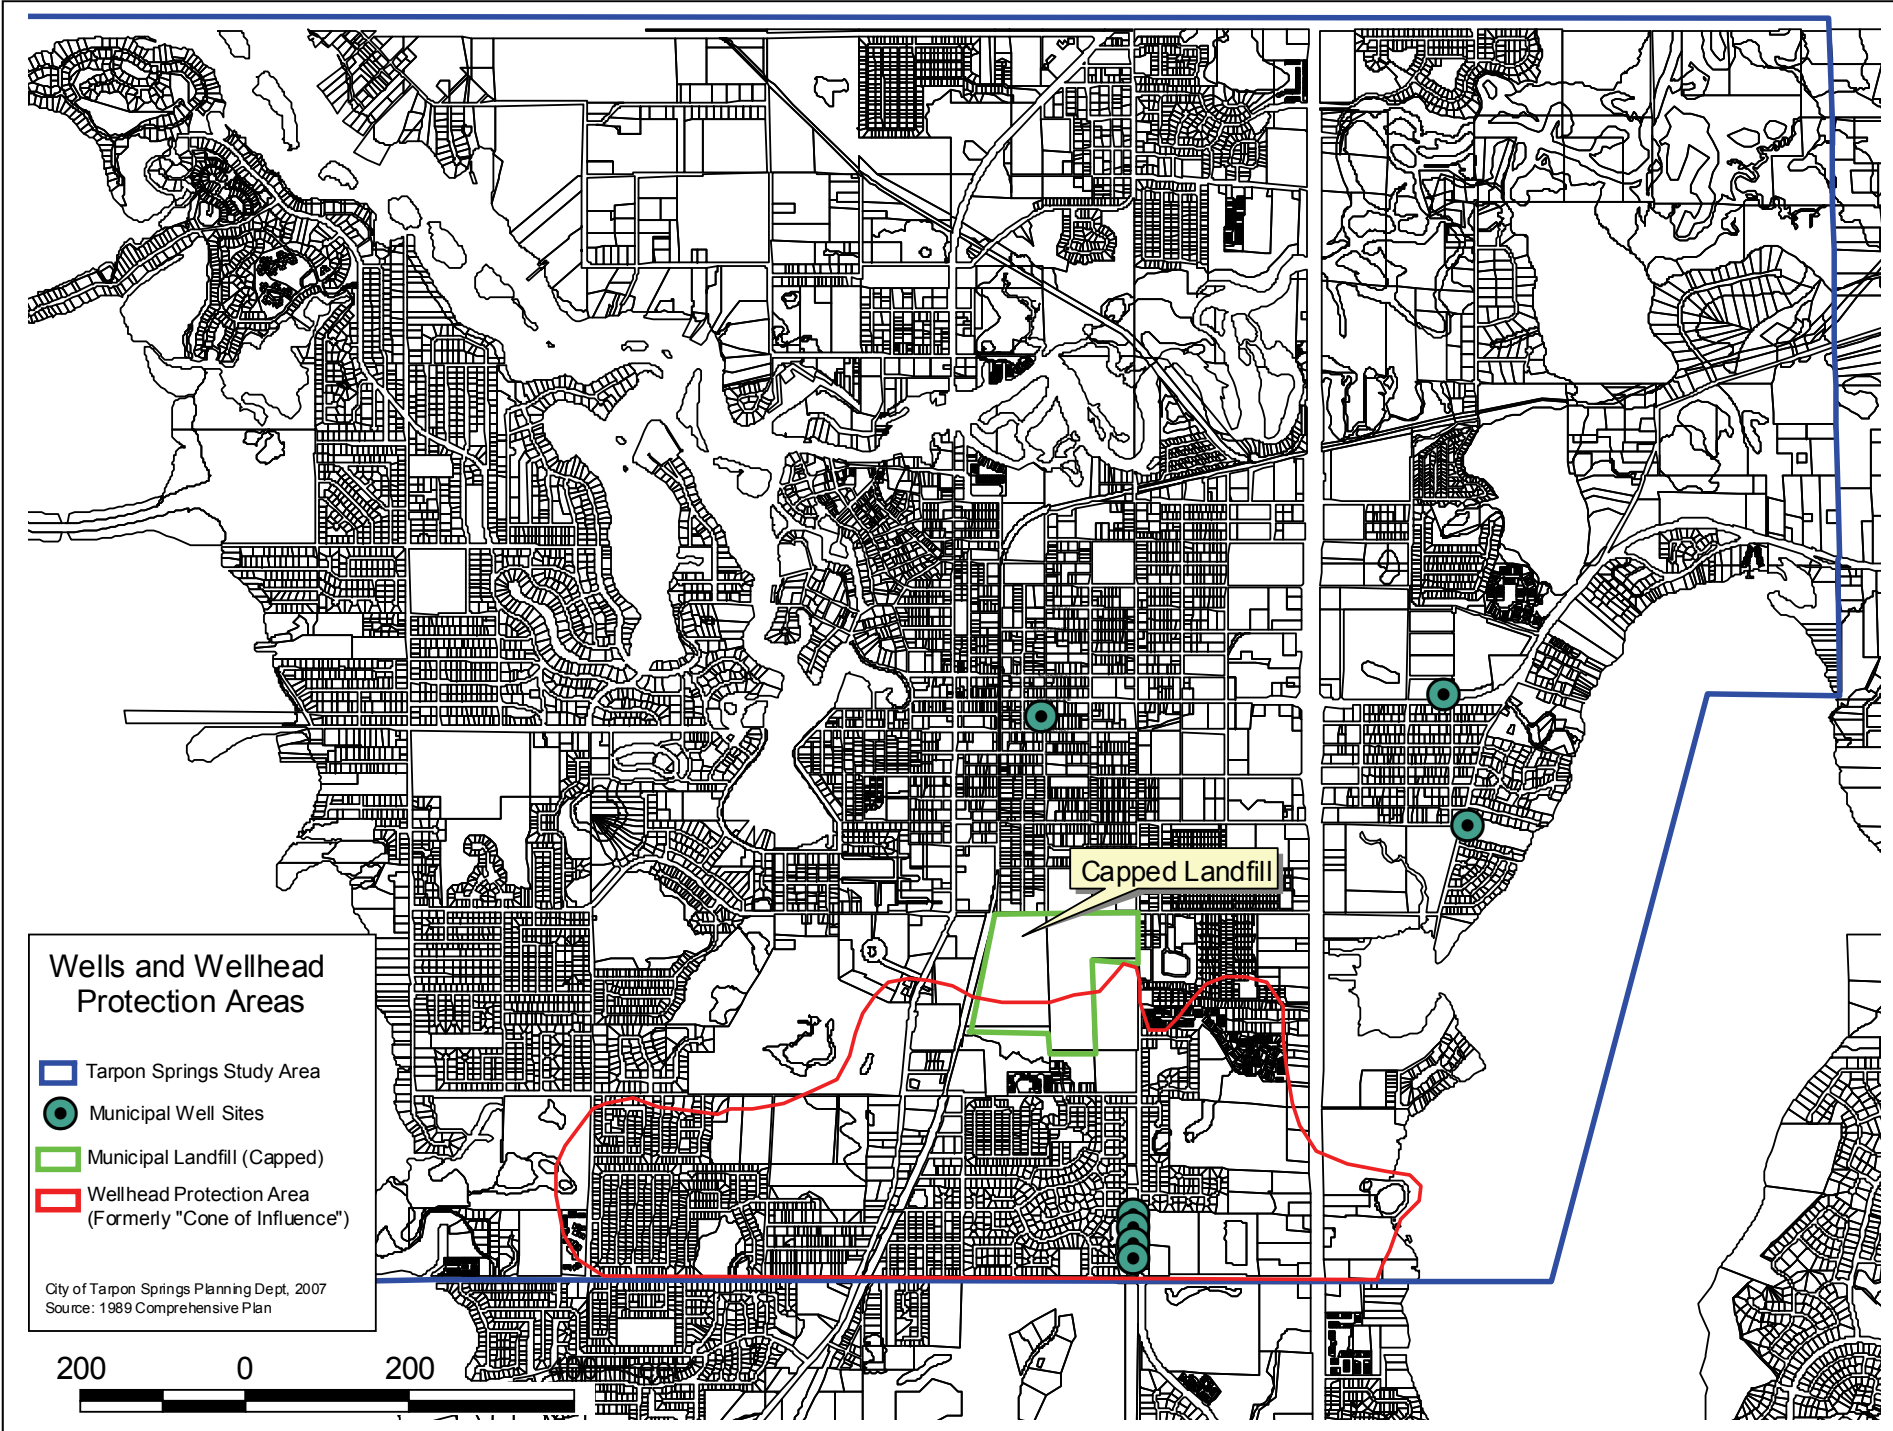 Capped Landfill
Wells and Wellhead
Protection Areas
Tarpon Springs Study Area
Municipal Well Sites
Municipal Landfill (Capped)
Wellhead Protection Area
(Formerly "Cone of Influence")
City of Tarpon Springs Planning Dept, 2007
Source: 1989 Comprehensive Plan
200 0 200